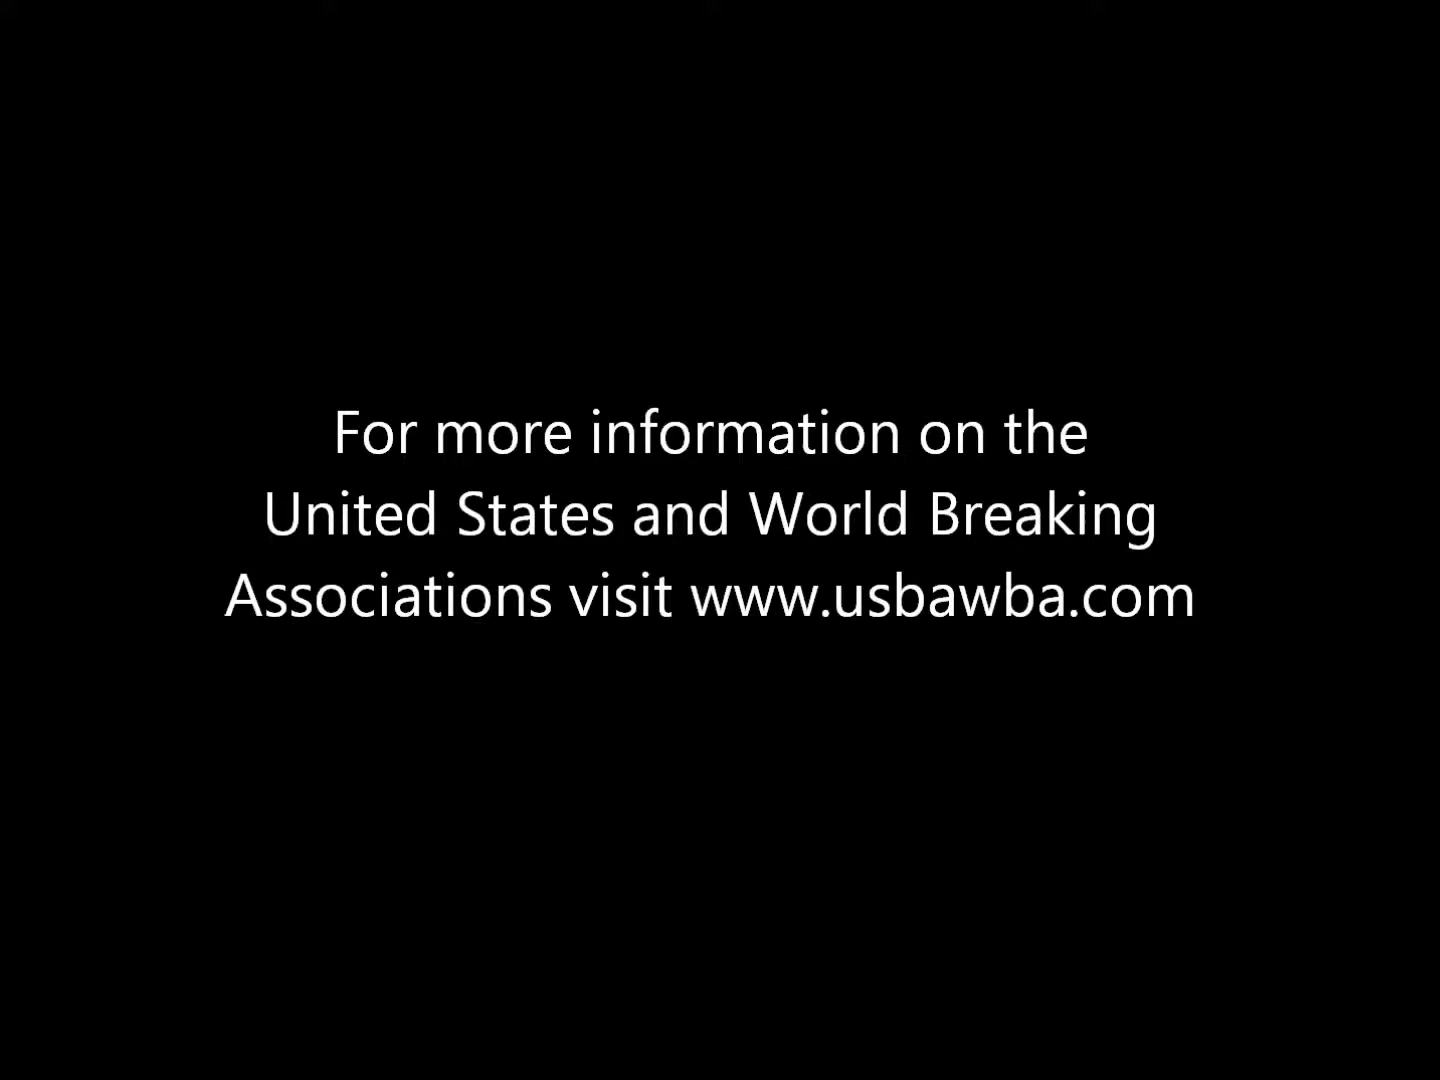 For more information on the
United States and World Breaking
Associations visit www.usbawba.com